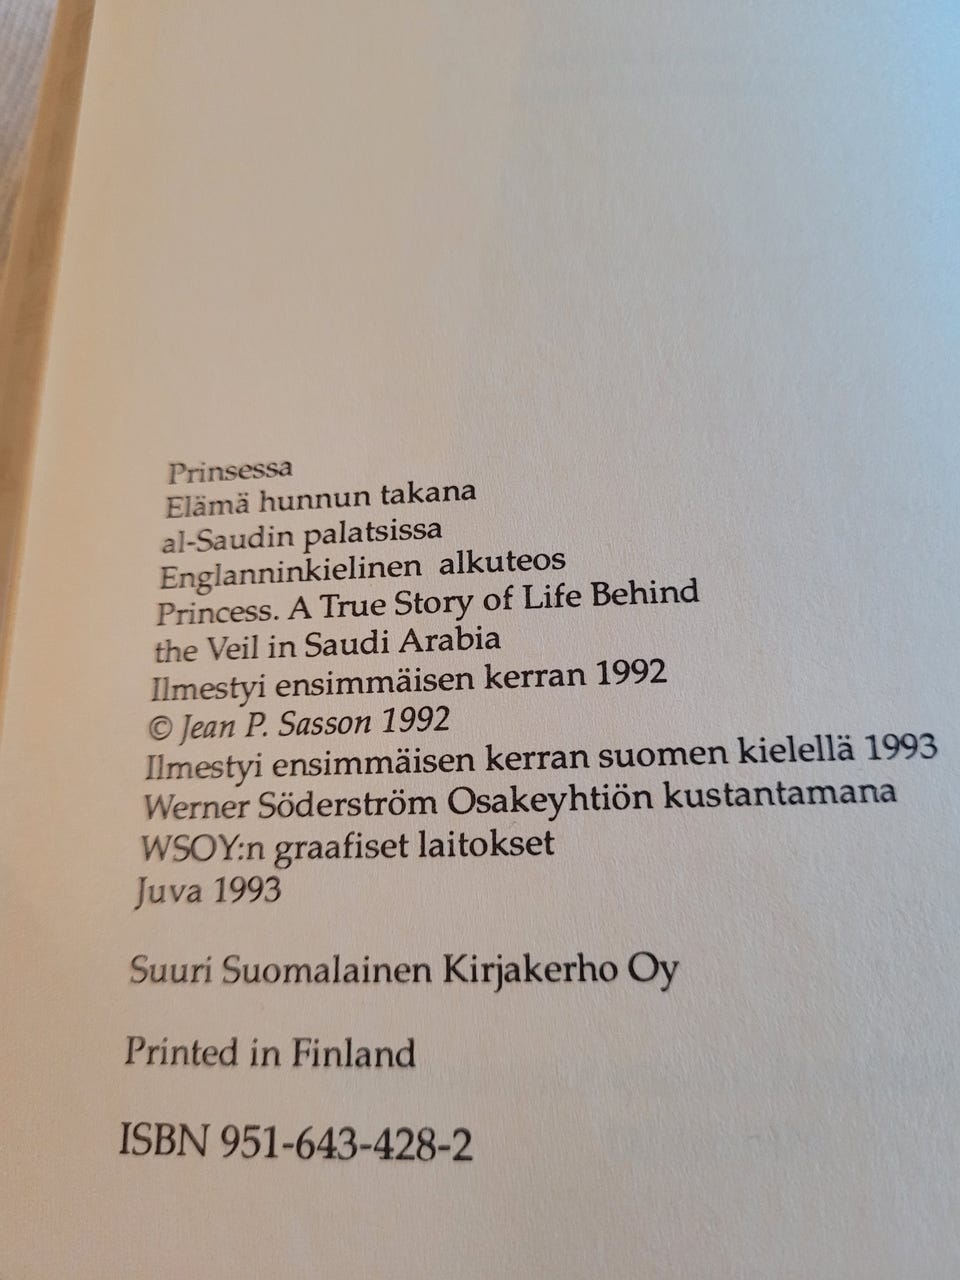 Prinsessa
Elämä hunnun takana
al-Saudin palatsissa
Englanninkielinen alkuteos
Princess. A True Story of Life Behind
the Veil in Saudi Arabia
Ilmestyi ensimmäisen kerran 1992
© Jean P. Sasson 1992
Ilmestyi ensimmäisen kerran suomen kielellä 1993
Werner Söderström Osakeyhtiön kustantamana
WSOY:n graafiset laitokset
Juva 1993
Suuri Suomalainen Kirjakerho Oy
Printed in Finland
ISBN 951-643-428-2